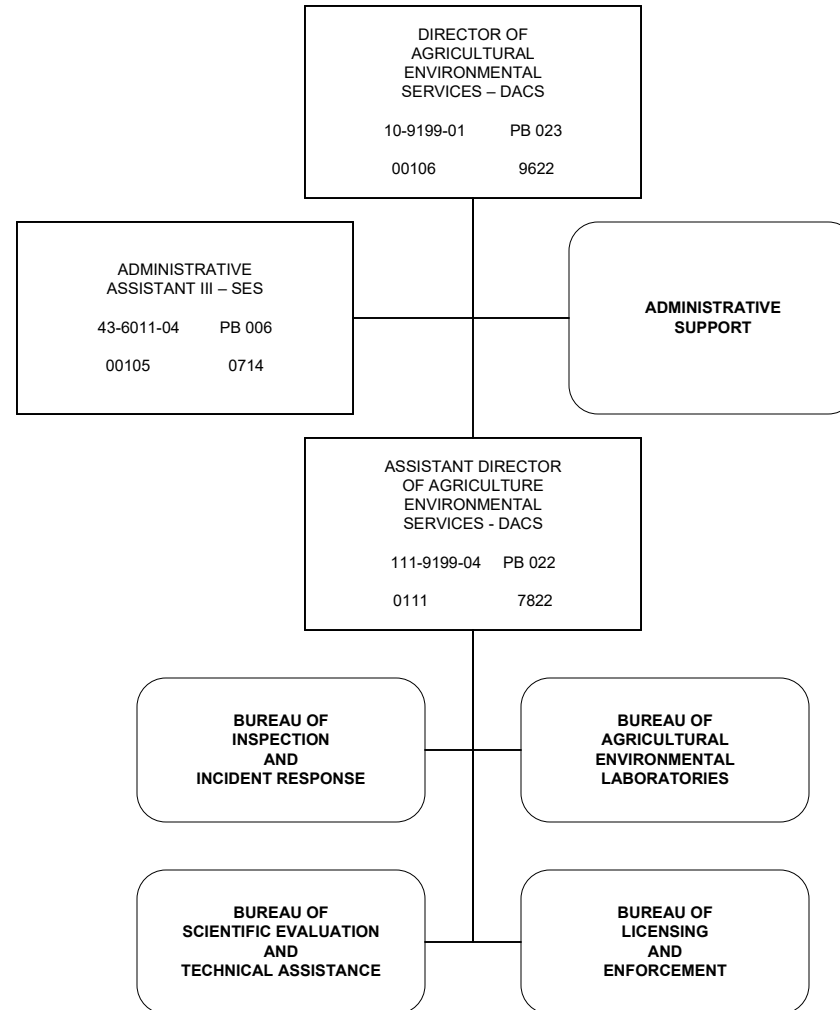 DIRECTOR OF
AGRICULTURAL
ENVIRONMENTAL
SERVICES – DACS
10-9199-01 PB 023
00106 9622
ADMINISTRATIVE
ASSISTANT III – SES
43-6011-04 PB 006
00105 0714
ADMINISTRATIVE
SUPPORT
ASSISTANT DIRECTOR
OF AGRICULTURE
ENVIRONMENTAL
SERVICES - DACS
111-9199-04 PB 022
0111 7822
BUREAU OF
INSPECTION
AND
INCIDENT RESPONSE
BUREAU OF
AGRICULTURAL
ENVIRONMENTAL
LABORATORIES
BUREAU OF
SCIENTIFIC EVALUATION
AND
TECHNICAL ASSISTANCE
BUREAU OF
LICENSING
AND
ENFORCEMENT